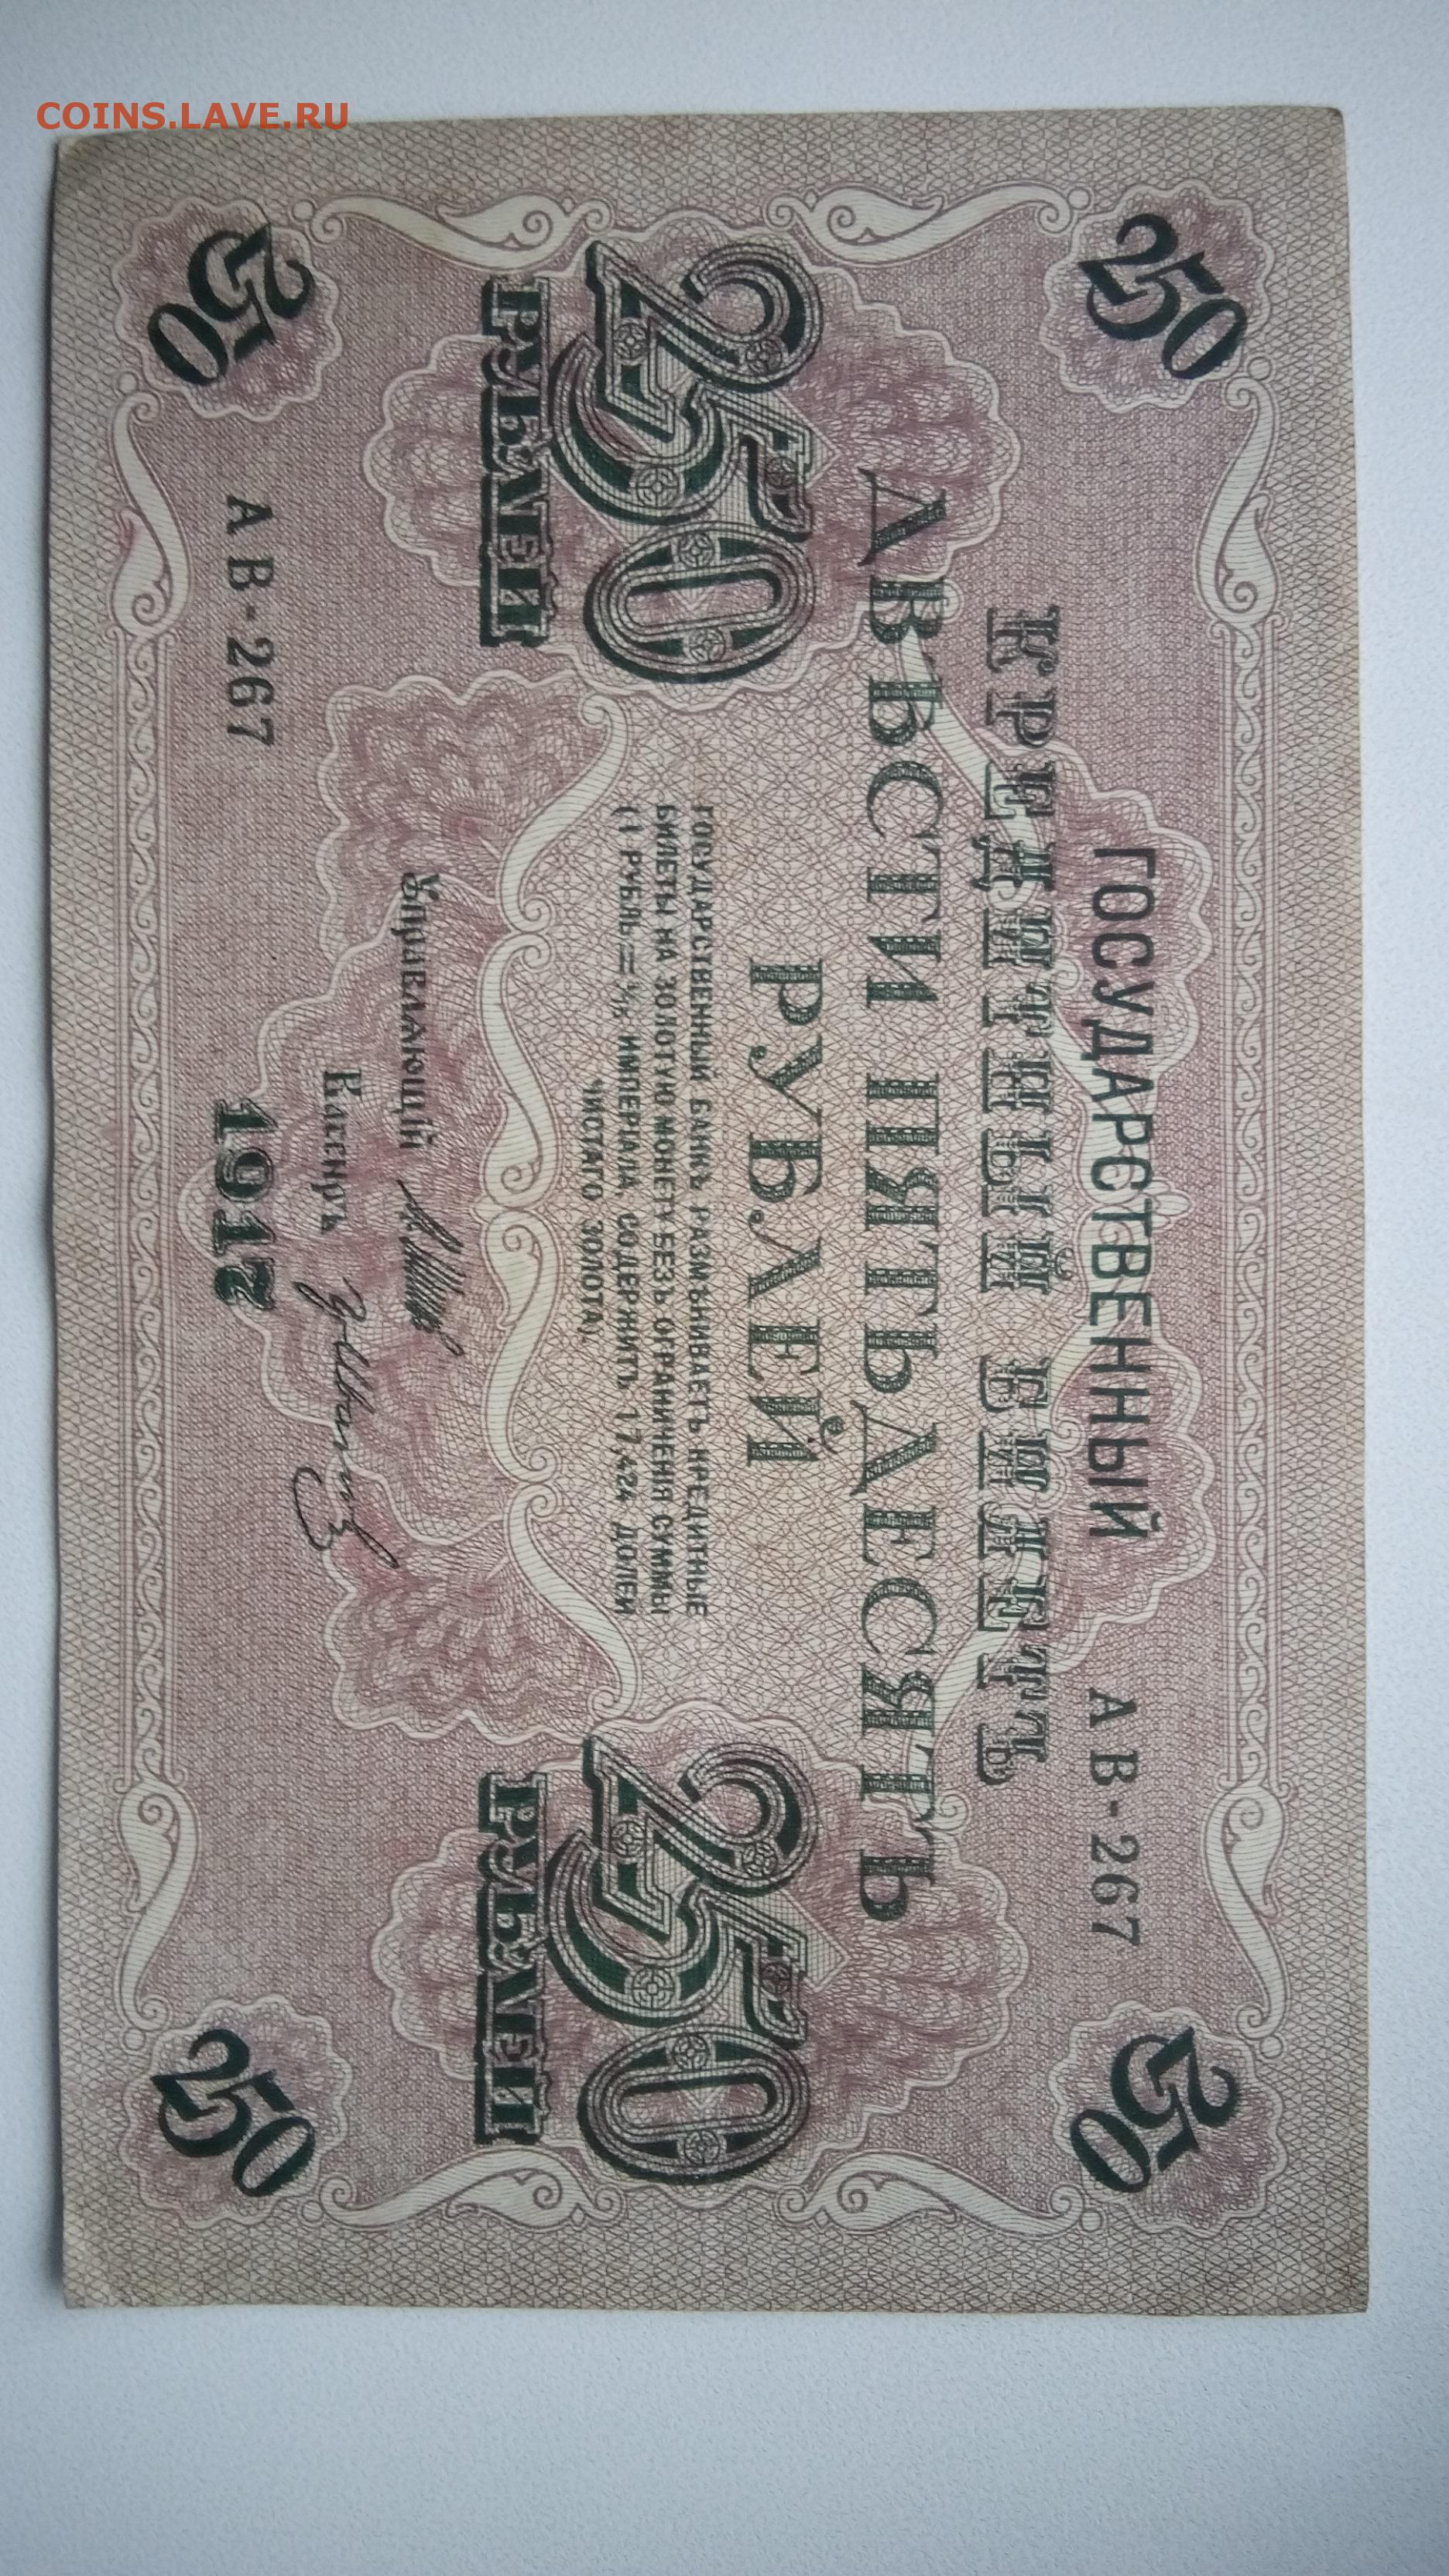 COINS.LAVE.RU
250
250
ГОСУДАРСТВЕННЫЙ
АВ-267
КРЕДИТНЫЙ БИЛЕТЪ
ДВѢСТИ ПЯТЬДЕСЯТЪ
РУБЛЕЙ
250
РУБЛЕЙ
250
РУБЛЕЙ
ГОСУДАРСТВЕННЫЙ БАНКЪ РАЗМѢНИВАЕТЪ КРЕДИТНЫЕ
БИЛЕТЫ НА ЗОЛОТУЮ МОНЕТУ БЕЗЪ ОГРАНИЧЕНІЯ СУММЫ
(1 РУБЛЬ = 1/15 ИМПЕРІАЛА, СОДЕРЖИТЪ 17,424 ДОЛЕЙ
ЧИСТАГО ЗОЛОТА).
Управляющій
Кассиръ
АВ-267
1917
250
250